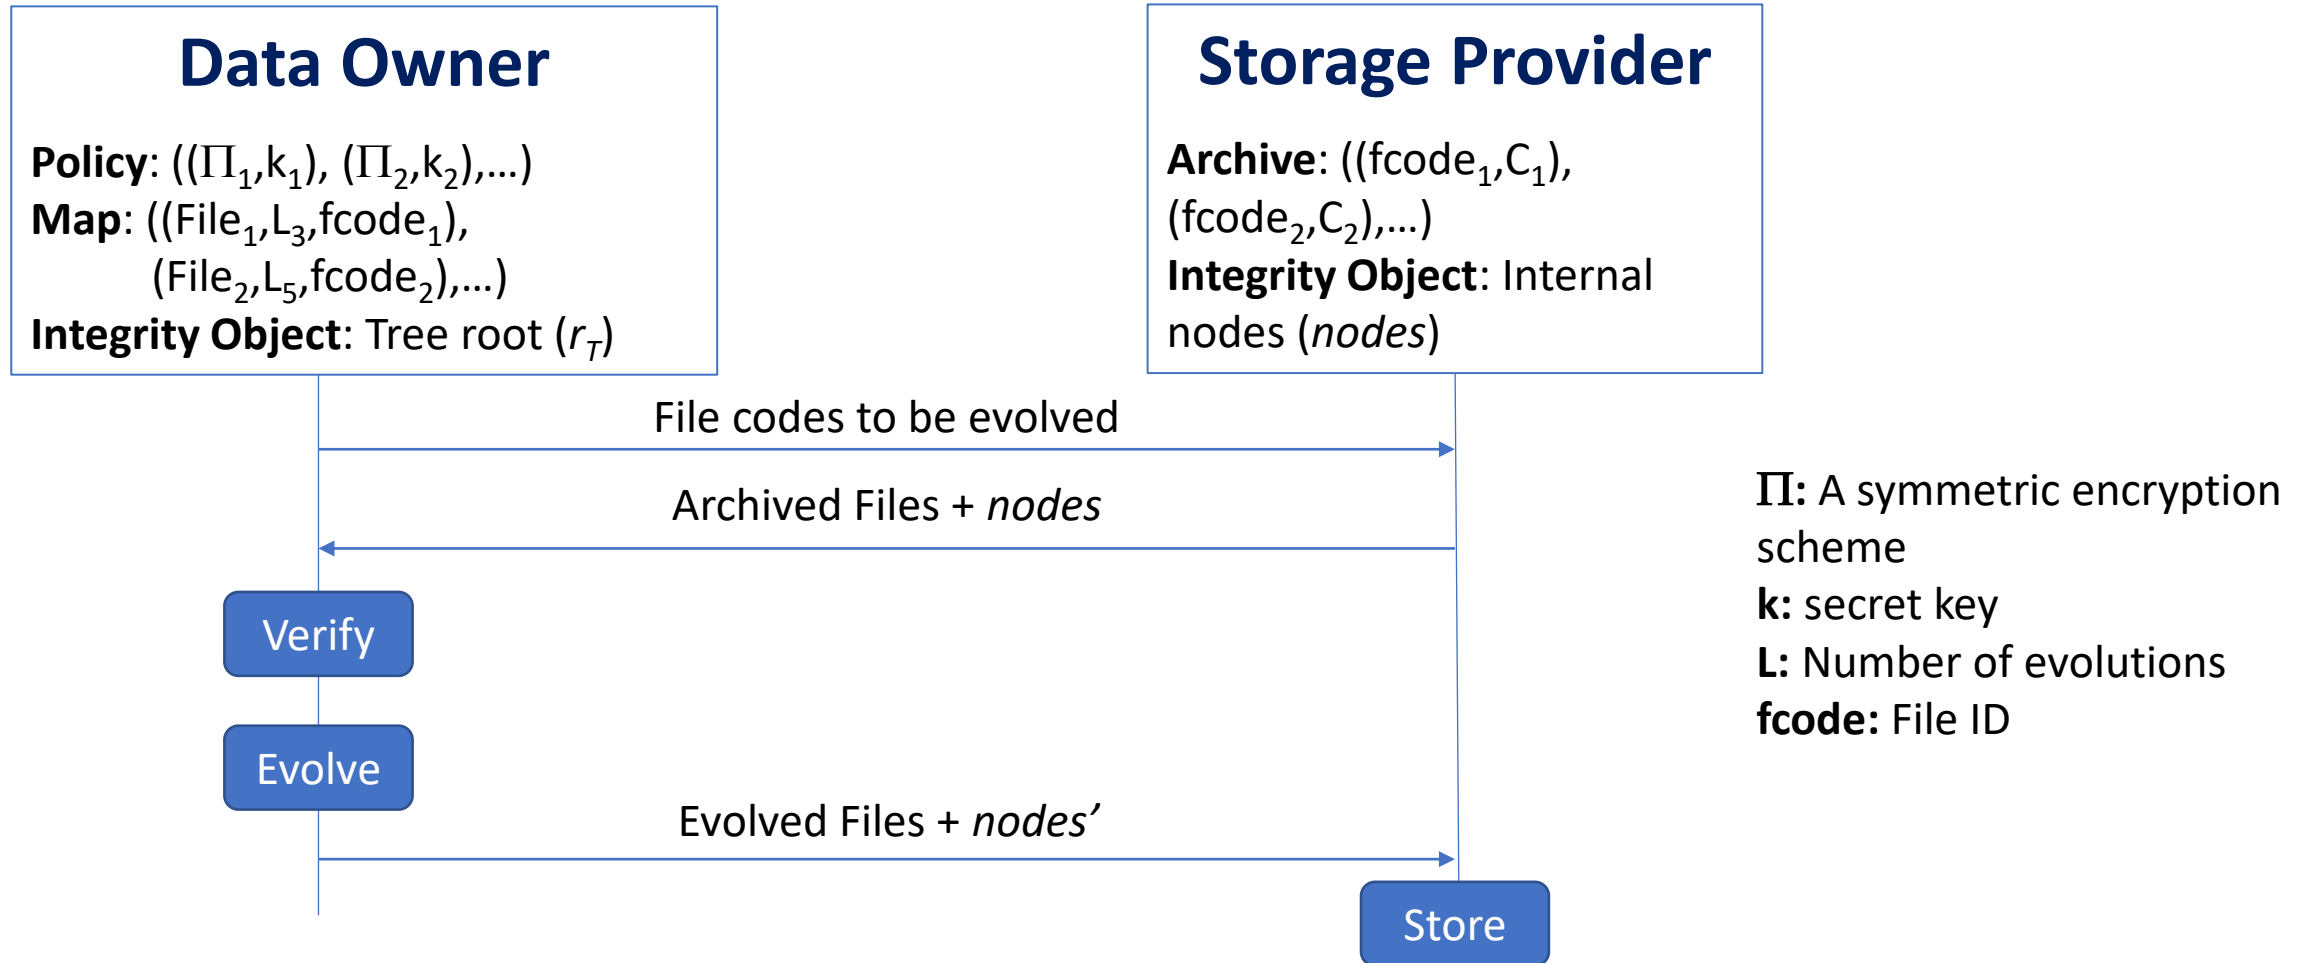 Data Owner
Policy: ((Π₁,k₁), (Π₂,k₂),...)
Map: ((File₁,L₃,fcode₁),
(File₂,L₅,fcode₂),...)
Integrity Object: Tree root (r_T)
Storage Provider
Archive: ((fcode₁,C₁),
(fcode₂,C₂),...)
Integrity Object: Internal
nodes (nodes)
File codes to be evolved
Archived Files + nodes
Verify
Evolve
Evolved Files + nodes’
Store
Π: A symmetric encryption
scheme
k: secret key
L: Number of evolutions
fcode: File ID